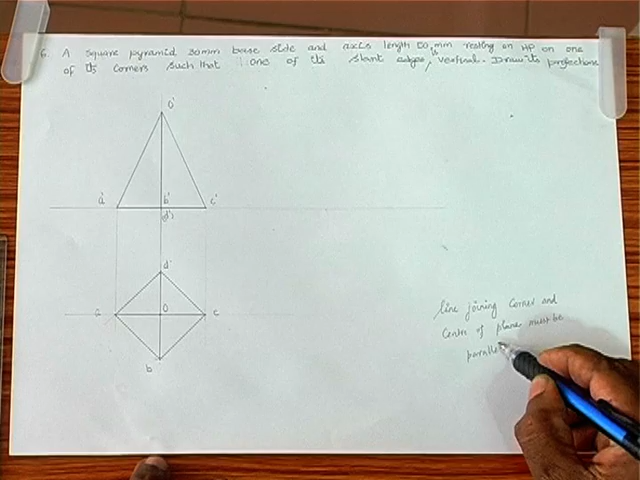 6. A square pyramid 30mm base side and axis length 50 mm resting on HP on one
of its corners such that one of its slant edges, is vertical. Draw its projections
o'
a' b' c'
(d')
d
a o c
b
line joining corner and
Centre of plane must be
parallel